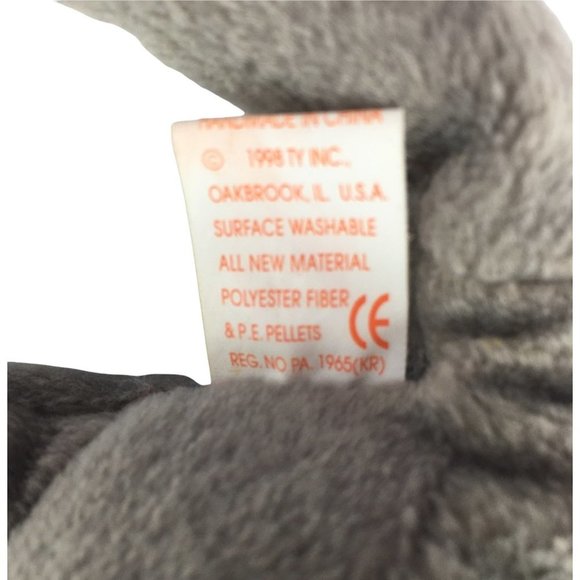 HANDMADE IN CHINA
© 1998 TY INC.,
OAKBROOK, IL. U.S.A.
SURFACE WASHABLE
ALL NEW MATERIAL
POLYESTER FIBER
& P.E. PELLETS CE
REG. NO PA. 1965(KR)